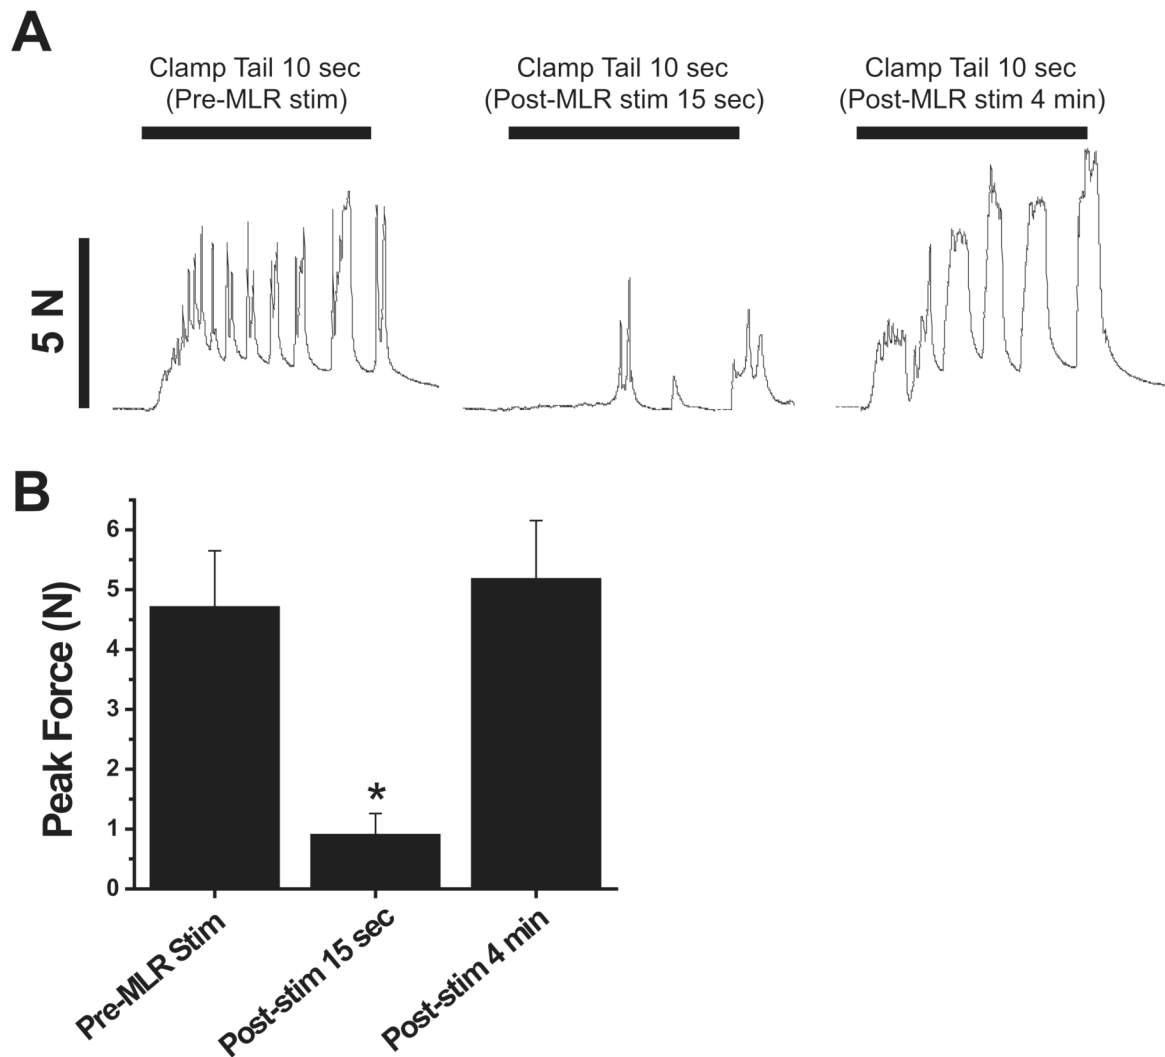 A
Clamp Tail 10 sec
(Pre-MLR stim)
Clamp Tail 10 sec
(Post-MLR stim 15 sec)
Clamp Tail 10 sec
(Post-MLR stim 4 min)
5 N
B
Peak Force (N)
6
5
4
3
2
1
0
*
Pre-MLR Stim
Post-stim 15 sec
Post-stim 4 min